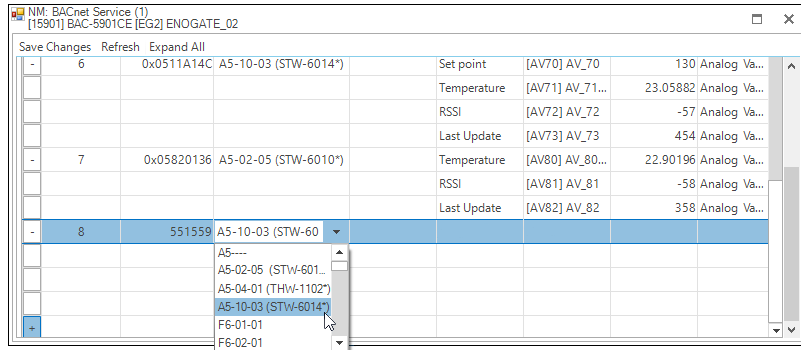 NM: BACnet Service (1)
[15901] BAC-5901CE [EG2] ENOGATE_02
Save Changes Refresh Expand All
- 6 0x0511A14C A5-10-03 (STW-6014*) Set point [AV70] AV_70 130 Analog Va...
Temperature [AV71] AV_71... 23.05882 Analog Va...
RSSI [AV72] AV_72 -57 Analog Va...
Last Update [AV73] AV_73 454 Analog Va...
- 7 0x05820136 A5-02-05 (STW-6010*) Temperature [AV80] AV_80... 22.90196 Analog Va...
RSSI [AV81] AV_81 -58 Analog Va...
Last Update [AV82] AV_82 358 Analog Va...
- 8 551559 A5-10-03 (STW-60
A5----
A5-02-05 (STW-601...
A5-04-01 (THW-1102*)
A5-10-03 (STW-6014*)
F6-01-01
+
F6-02-01